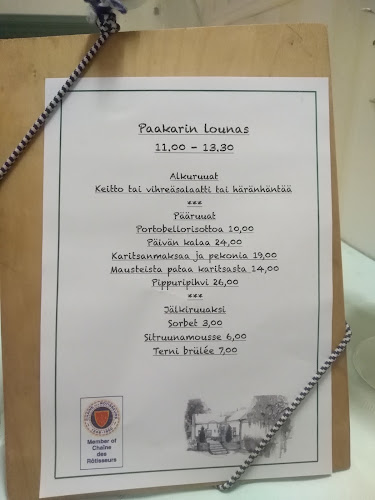 Paakarin lounas
11.00 - 13.30
Alkuruuat
Keitto tai vihreäsalaatti tai häränhäntää
***
Pääruuat
Portobellorisottoa 10,00
Päivän kalaa 24,00
Karitsanmaksaa ja pekonia 19,00
Mausteista pataa karitsasta 14,00
Pippuripihvi 26,00
***
Jälkiruuaksi
Sorbet 3,00
Sitruunamousse 6,00
Terni brülée 7,00
Member of
Chaîne
des
Rôtisseurs